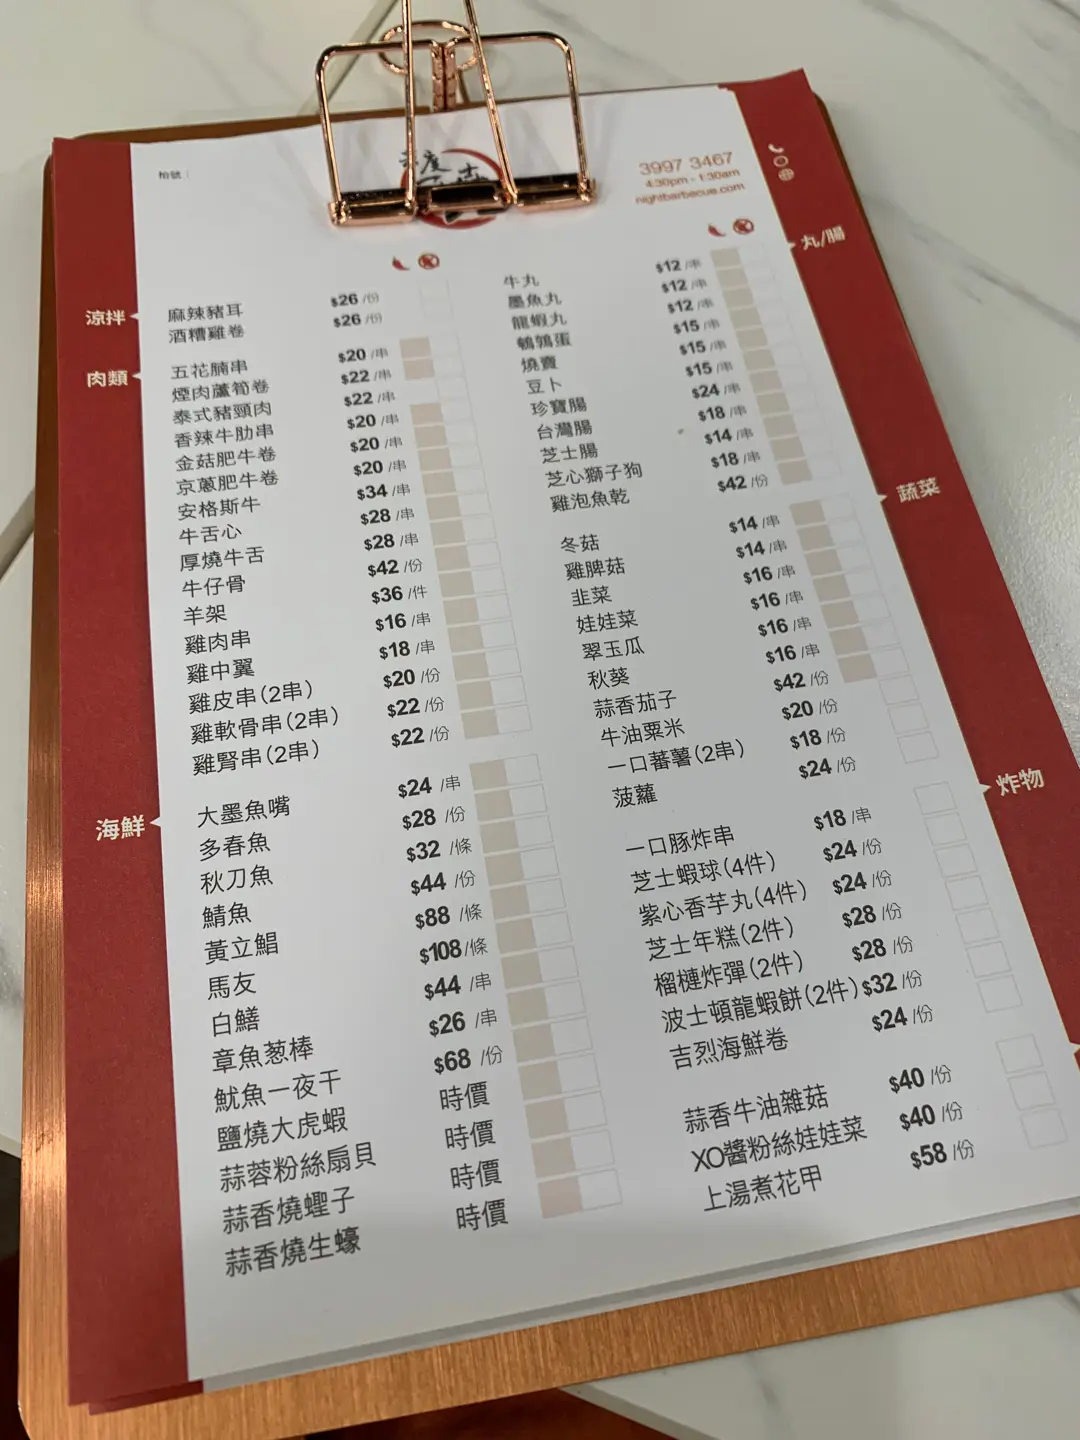 枱號：
3997 3467
4:30pm - 1:30am
nightbarbecue.com
涼拌
麻辣豬耳 $26 /份
酒糟雞卷 $26 /份
肉類
五花腩串 $20 /串
煙肉蘆筍卷 $22 /串
泰式豬頸肉 $22 /串
香辣牛肋串 $20 /串
金菇肥牛卷 $20 /串
京蔥肥牛卷 $20 /串
安格斯牛 $34 /串
牛舌心 $28 /串
厚燒牛舌 $28 /串
牛仔骨 $42 /份
羊架 $36 /件
雞肉串 $16 /串
雞中翼 $18 /串
雞皮串(2串) $20 /份
雞軟骨串(2串) $22 /份
雞腎串(2串) $22 /份
海鮮
大墨魚嘴 $24 /串
多春魚 $28 /份
秋刀魚 $32 /條
鯖魚 $44 /份
黃立鯧 $88 /條
馬友 $108 /條
白鱔 $44 /串
章魚葱棒 $26 /串
魷魚一夜干 $68 /份
鹽燒大虎蝦 時價
蒜蓉粉絲扇貝 時價
蒜香燒蟶子 時價
蒜香燒生蠔 時價
丸/腸
牛丸 $12 /串
墨魚丸 $12 /串
龍蝦丸 $12 /串
鵪鶉蛋 $15 /串
燒賣 $15 /串
豆卜 $15 /串
珍寶腸 $24 /串
台灣腸 $18 /串
芝士腸 $14 /串
芝心獅子狗 $18 /串
雞泡魚乾 $42 /份
蔬菜
冬菇 $14 /串
雞脾菇 $14 /串
韭菜 $16 /串
娃娃菜 $16 /串
翠玉瓜 $16 /串
秋葵 $16 /串
蒜香茄子 $42 /份
牛油粟米 $20 /份
一口蕃薯(2串) $18 /份
菠蘿 $24 /份
炸物
一口豚炸串 $18 /串
芝士蝦球(4件) $24 /份
紫心香芋丸(4件) $24 /份
芝士年糕(2件) $28 /份
榴槤炸彈(2件) $28 /份
波士頓龍蝦餅(2件) $32 /份
吉烈海鮮卷 $24 /份
蒜香牛油雜菇 $40 /份
XO醬粉絲娃娃菜 $40 /份
上湯煮花甲 $58 /份